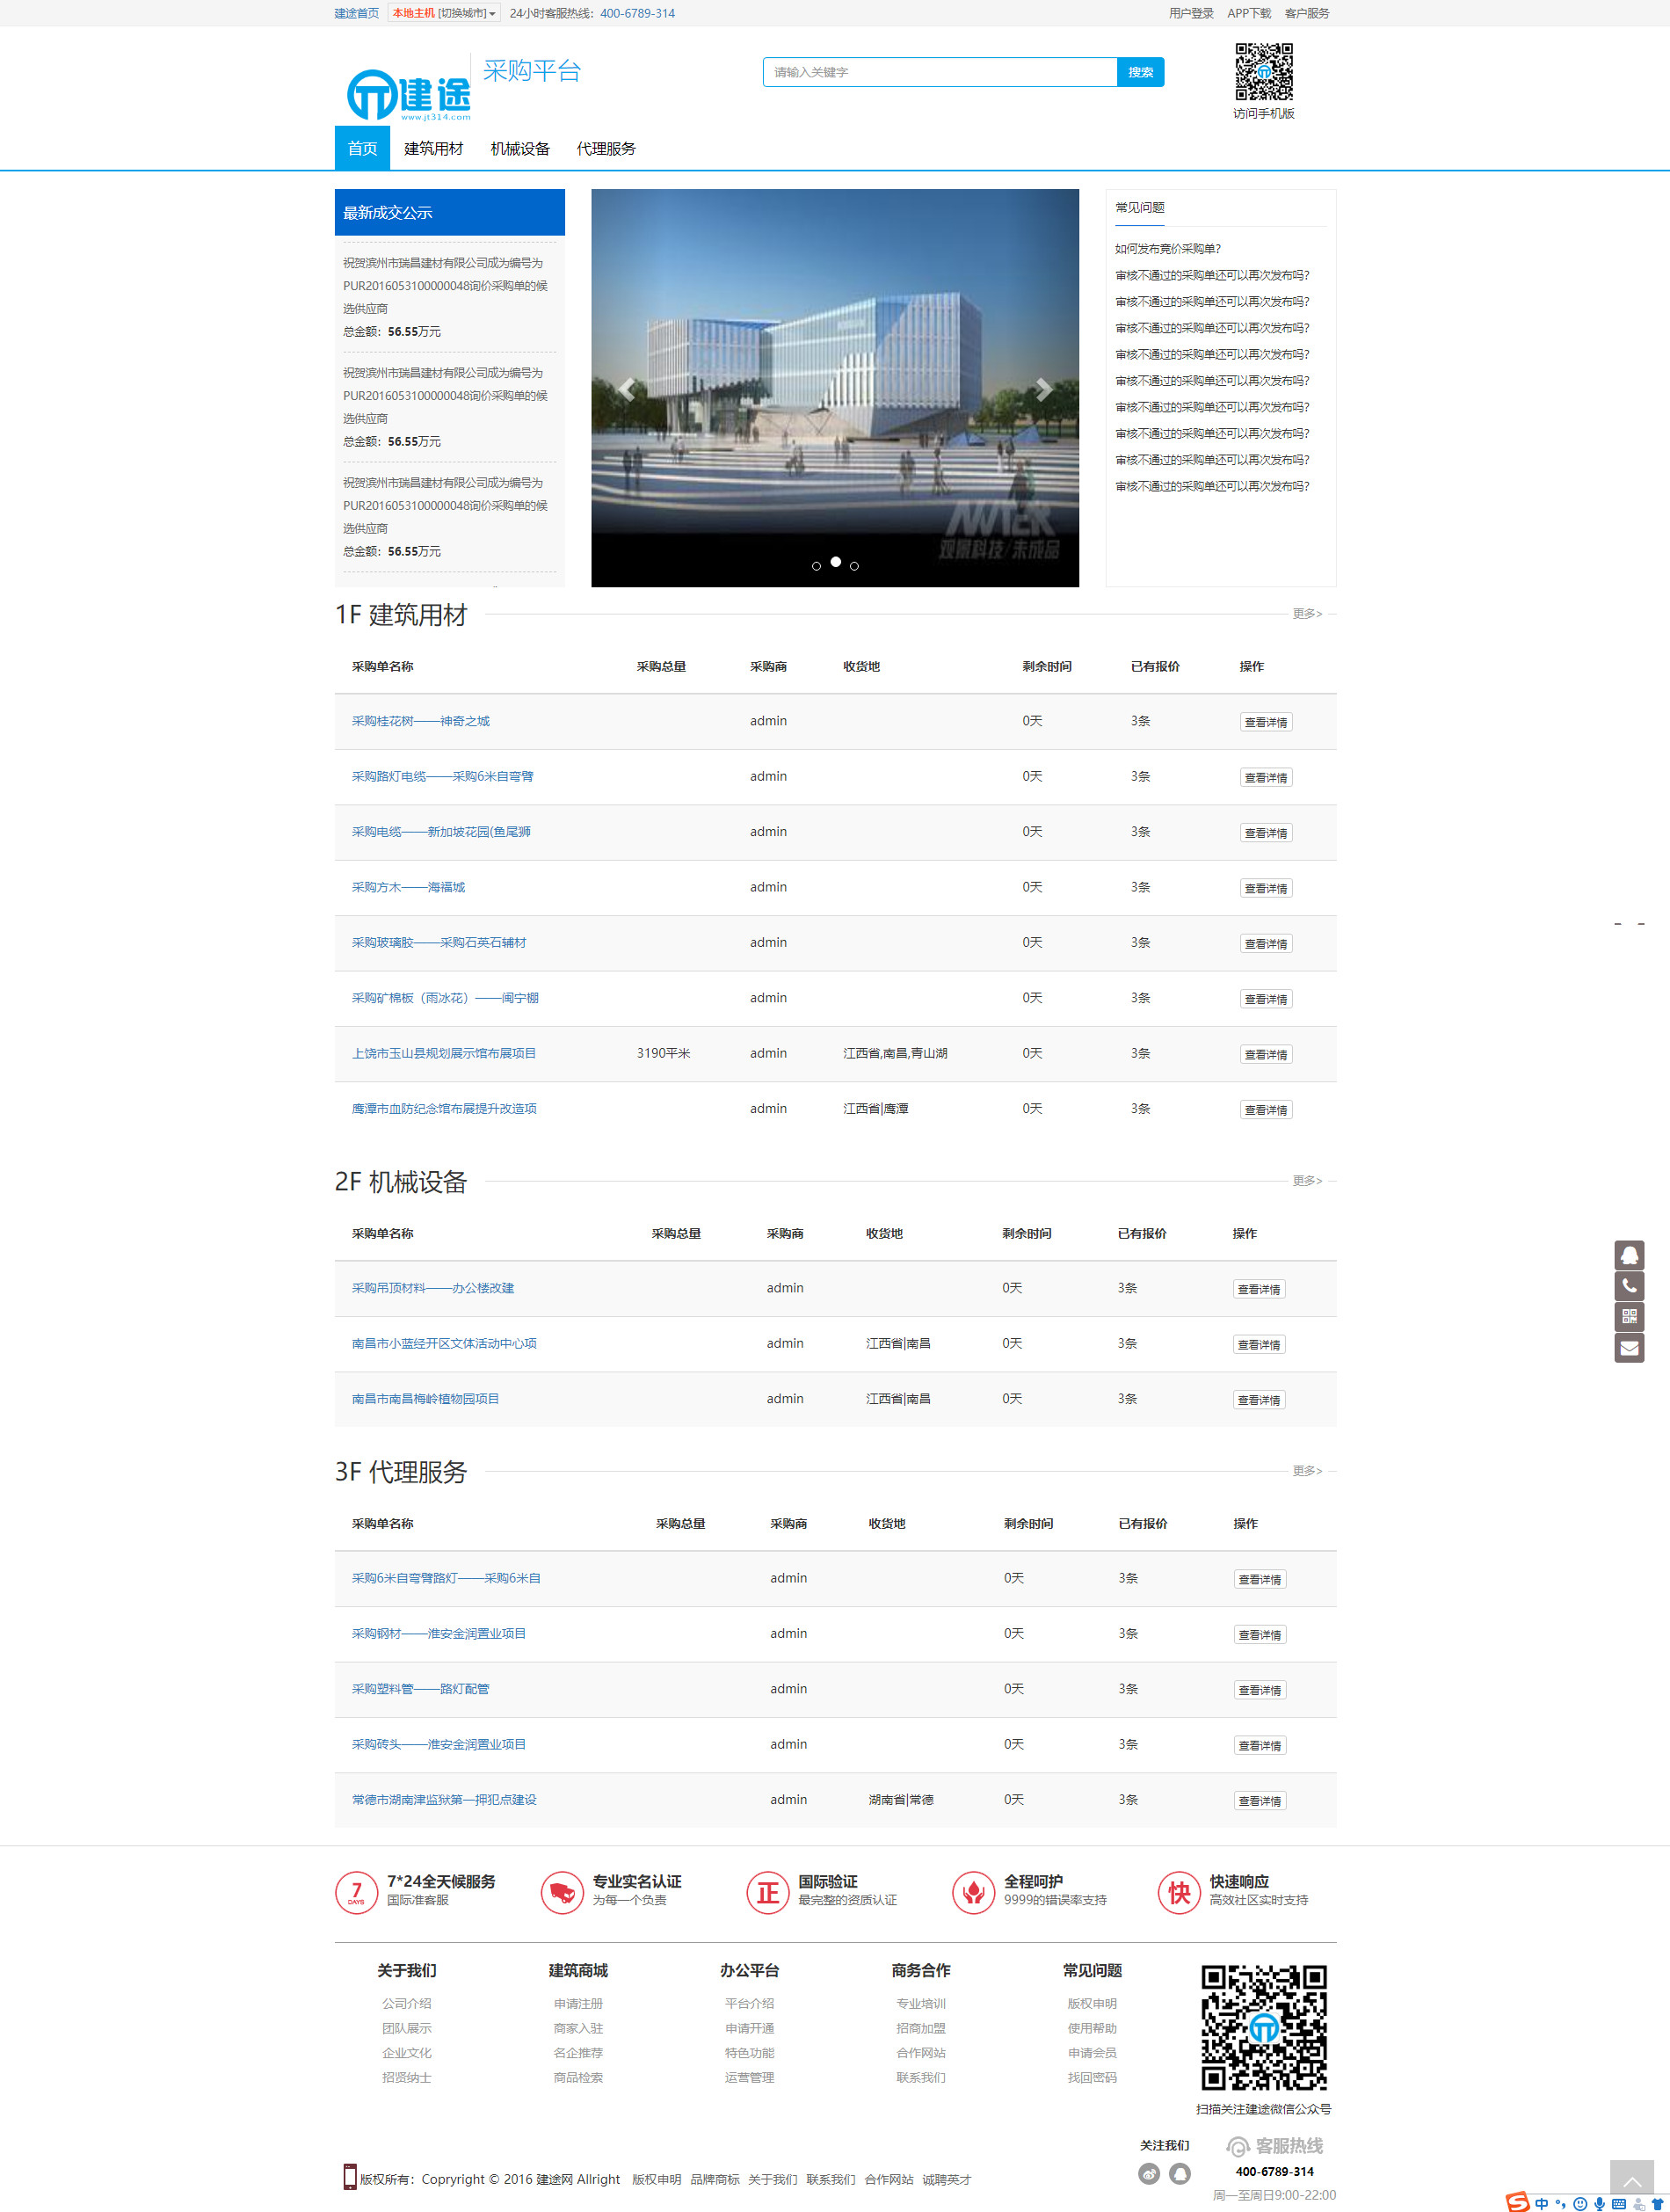 建途首页 本地主机 [切换城市] 24小时客服热线：400-6789-314 用户登录 APP下载 客户服务
建途
www.jt314.com
采购平台
请输入关键字 搜索
访问手机版
首页 建筑用材 机械设备 代理服务
最新成交公示
祝贺滨州市瑞昌建材有限公司成为编号为
PUR2016053100000048询价采购单的候
选供应商
总金额：56.55万元
祝贺滨州市瑞昌建材有限公司成为编号为
PUR2016053100000048询价采购单的候
选供应商
总金额：56.55万元
祝贺滨州市瑞昌建材有限公司成为编号为
PUR2016053100000048询价采购单的候
选供应商
总金额：56.55万元
观景科技/未成品
常见问题
如何发布竞价采购单?
审核不通过的采购单还可以再次发布吗?
审核不通过的采购单还可以再次发布吗?
审核不通过的采购单还可以再次发布吗?
审核不通过的采购单还可以再次发布吗?
审核不通过的采购单还可以再次发布吗?
审核不通过的采购单还可以再次发布吗?
审核不通过的采购单还可以再次发布吗?
审核不通过的采购单还可以再次发布吗?
审核不通过的采购单还可以再次发布吗?
1F 建筑用材 更多>
采购单名称 采购总量 采购商 收货地 剩余时间 已有报价 操作
采购桂花树——神奇之城 admin 0天 3条 查看详情
采购路灯电缆——采购6米自弯臂 admin 0天 3条 查看详情
采购电缆——新加坡花园(鱼尾狮 admin 0天 3条 查看详情
采购方木——海福城 admin 0天 3条 查看详情
采购玻璃胶——采购石英石辅材 admin 0天 3条 查看详情
采购矿棉板（雨冰花）——闽宁棚 admin 0天 3条 查看详情
上饶市玉山县规划展示馆布展项目 3190平米 admin 江西省,南昌,青山湖 0天 3条 查看详情
鹰潭市血防纪念馆布展提升改造项 admin 江西省|鹰潭 0天 3条 查看详情
2F 机械设备 更多>
采购单名称 采购总量 采购商 收货地 剩余时间 已有报价 操作
采购吊顶材料——办公楼改建 admin 0天 3条 查看详情
南昌市小蓝经开区文体活动中心项 admin 江西省|南昌 0天 3条 查看详情
南昌市南昌梅岭植物园项目 admin 江西省|南昌 0天 3条 查看详情
3F 代理服务 更多>
采购单名称 采购总量 采购商 收货地 剩余时间 已有报价 操作
采购6米自弯臂路灯——采购6米自 admin 0天 3条 查看详情
采购钢材——淮安金润置业项目 admin 0天 3条 查看详情
采购塑料管——路灯配管 admin 0天 3条 查看详情
采购砖头——淮安金润置业项目 admin 0天 3条 查看详情
常德市湖南津监狱第一押犯点建设 admin 湖南省|常德 0天 3条 查看详情
7 DAYS 7*24全天候服务 专业实名认证 正 国际验证 全程呵护 快 快速响应
国际准客服 为每一个负责 最完整的资质认证 9999的错误率支持 高效社区实时支持
关于我们 建筑商城 办公平台 商务合作 常见问题
公司介绍 申请注册 平台介绍 专业培训 版权申明
团队展示 商家入驻 申请开通 招商加盟 使用帮助
企业文化 名企推荐 特色功能 合作网站 申请会员
招贤纳士 商品检索 运营管理 联系我们 找回密码
扫描关注建途微信公众号
关注我们 客服热线
400-6789-314
周一至周日9:00-22:00
版权所有：Copryright © 2016 建途网 Allright 版权申明 品牌商标 关于我们 联系我们 合作网站 诚聘英才
中